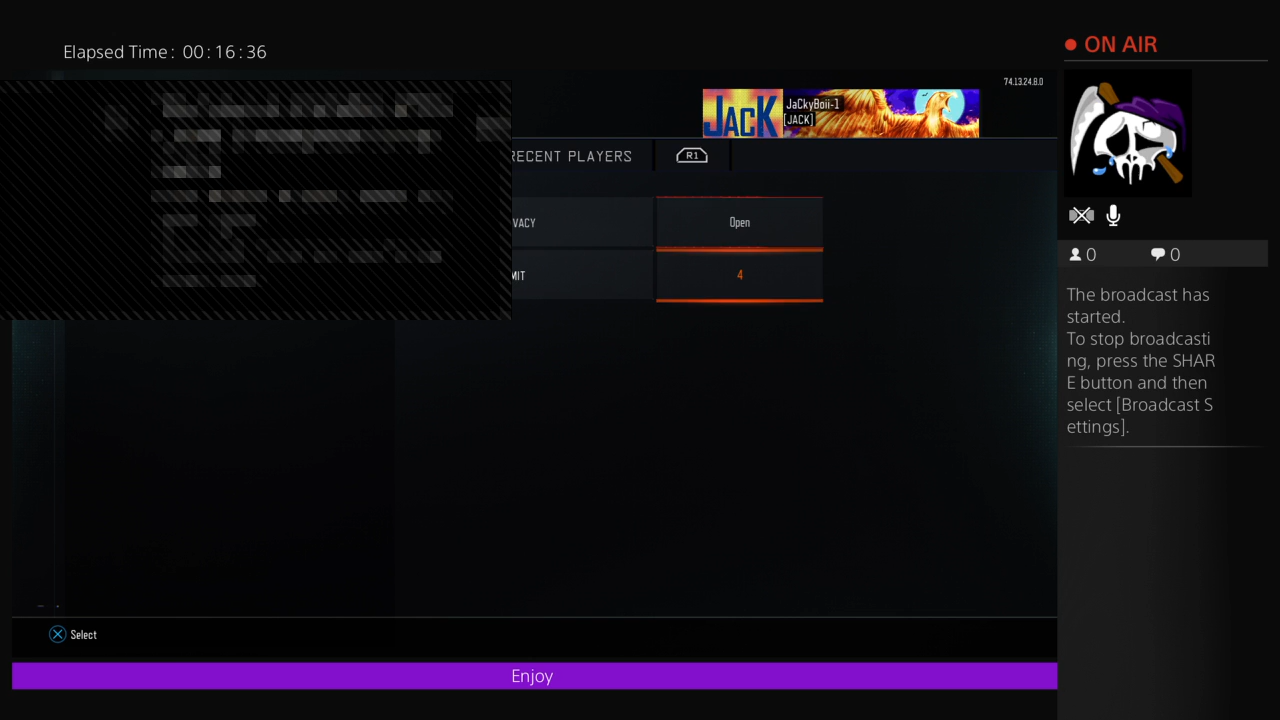 Elapsed Time: 00:16:36
ON AIR
74.13.24.8.0
JACK
JaCkyBoii-1
[JACK]
RECENT PLAYERS
R1
VACY
Open
MIT
4
0
0
The broadcast has
started.
To stop broadcasti
ng, press the SHAR
E button and then
select [Broadcast S
ettings].
Select
Enjoy